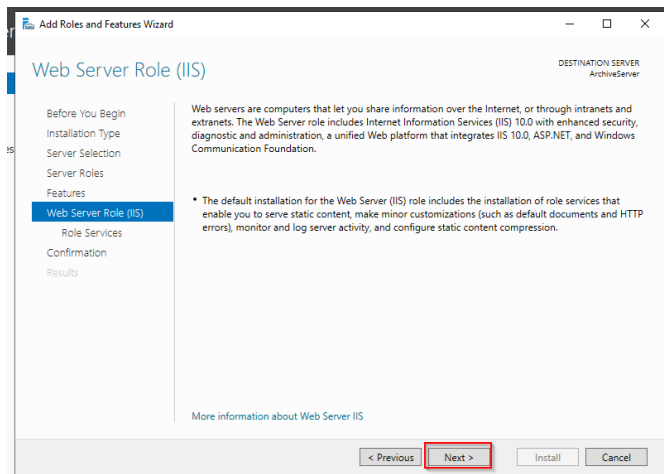 Add Roles and Features Wizard
Web Server Role (IIS)
DESTINATION SERVER
ArchiveServer
Before You Begin
Installation Type
Server Selection
Server Roles
Features
Web Server Role (IIS)
Role Services
Confirmation
Results
Web servers are computers that let you share information over the Internet, or through intranets and
extranets. The Web Server role includes Internet Information Services (IIS) 10.0 with enhanced security,
diagnostic and administration, a unified Web platform that integrates IIS 10.0, ASP.NET, and Windows
Communication Foundation.
• The default installation for the Web Server (IIS) role includes the installation of role services that
enable you to serve static content, make minor customizations (such as default documents and HTTP
errors), monitor and log server activity, and configure static content compression.
More information about Web Server IIS
< Previous
Next >
Install
Cancel